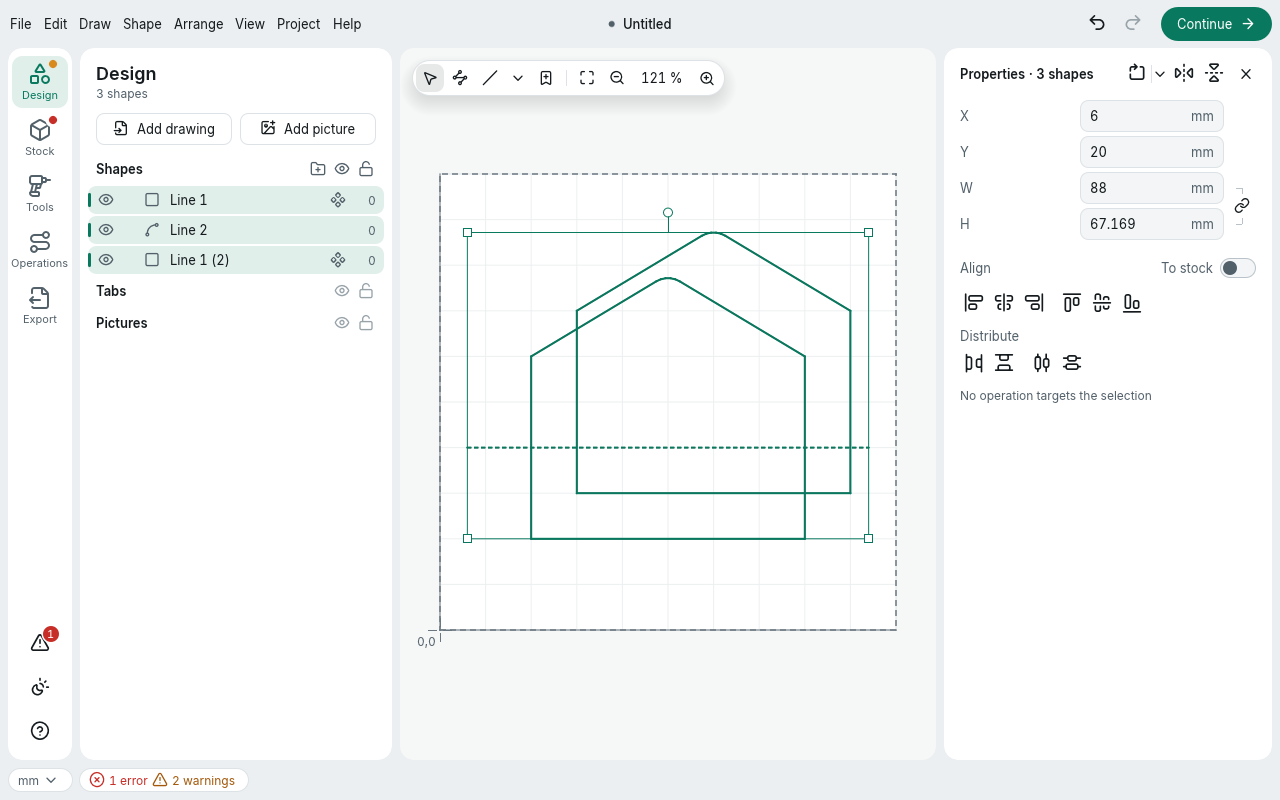 File Edit Draw Shape Arrange View Project Help
Untitled
Continue
Design
Stock
Tools
Operations
Export
1
Design
3 shapes
Add drawing
Add picture
Shapes
Line 1 0
Line 2 0
Line 1 (2) 0
Tabs
Pictures
121 %
0,0
Properties · 3 shapes
X 6 mm
Y 20 mm
W 88 mm
H 67.169 mm
Align To stock
Distribute
No operation targets the selection
mm
1 error 2 warnings